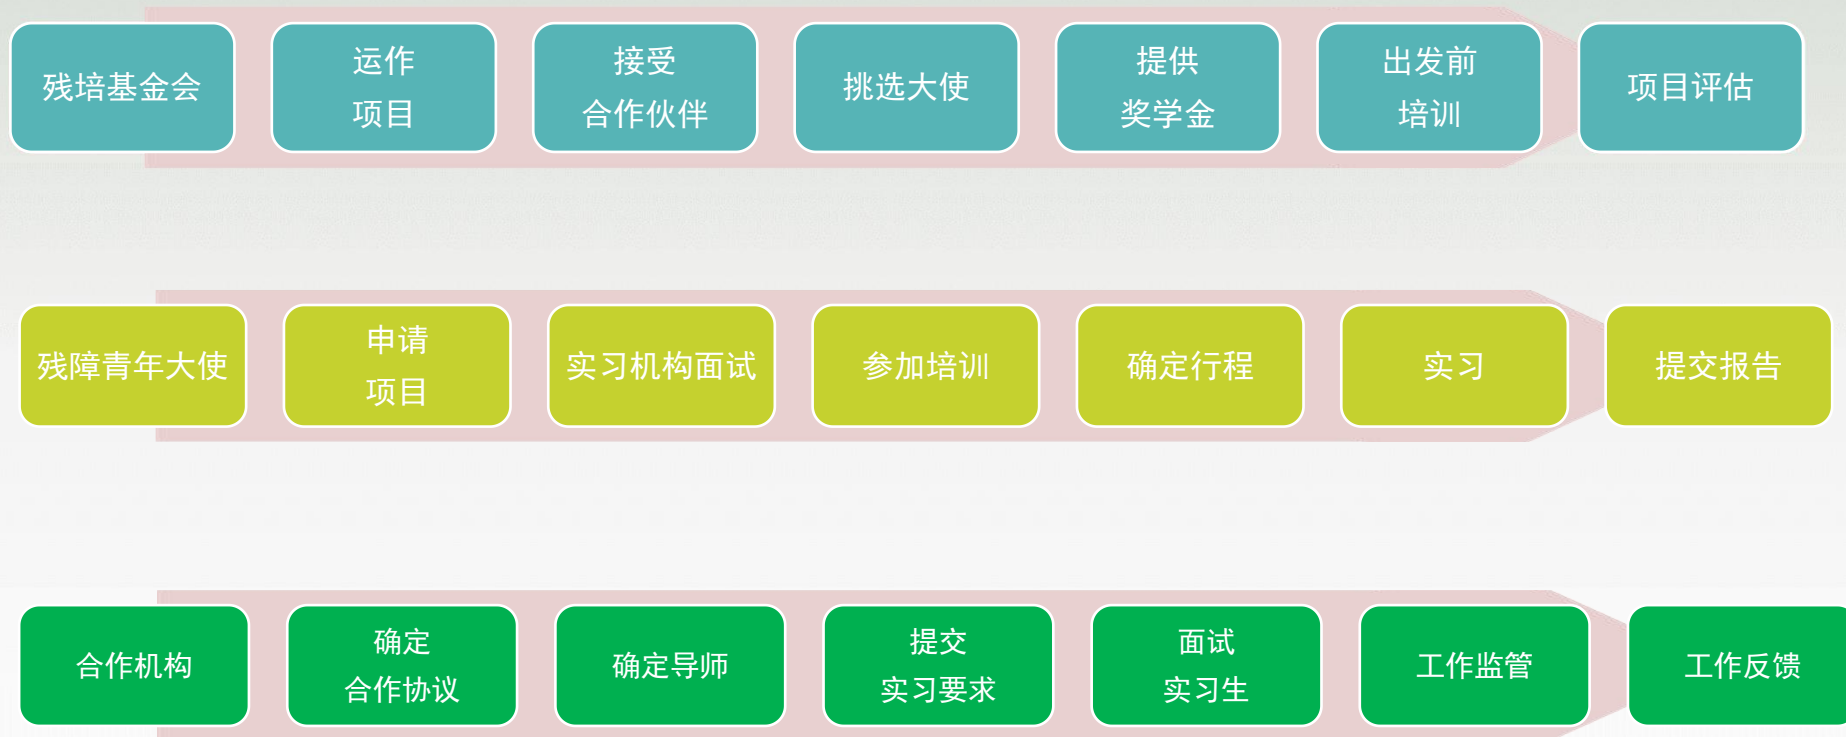 残培基金会
运作
项目
接受
合作伙伴
挑选大使
提供
奖学金
出发前
培训
项目评估
残障青年大使
申请
项目
实习机构面试
参加培训
确定行程
实习
提交报告
合作机构
确定
合作协议
确定导师
提交
实习要求
面试
实习生
工作监管
工作反馈